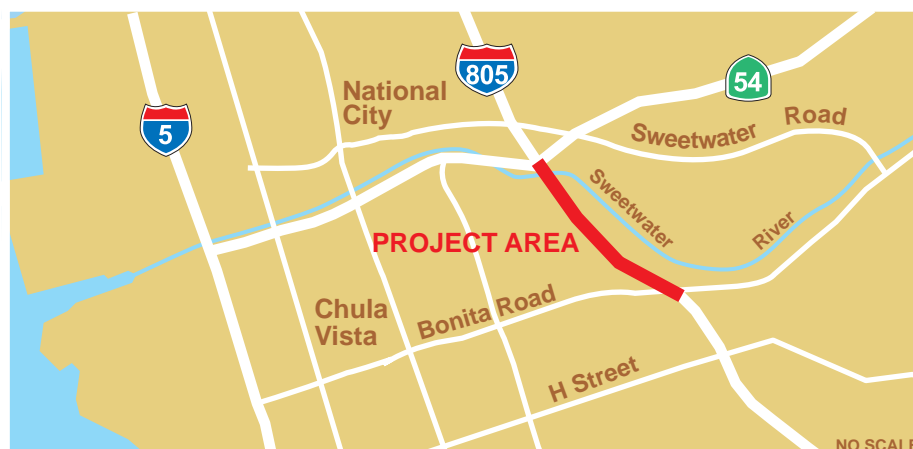 805
54
National
City
5
Sweetwater Road
Sweetwater
River
PROJECT AREA
Chula
Vista
Bonita Road
H Street
NO SCALE